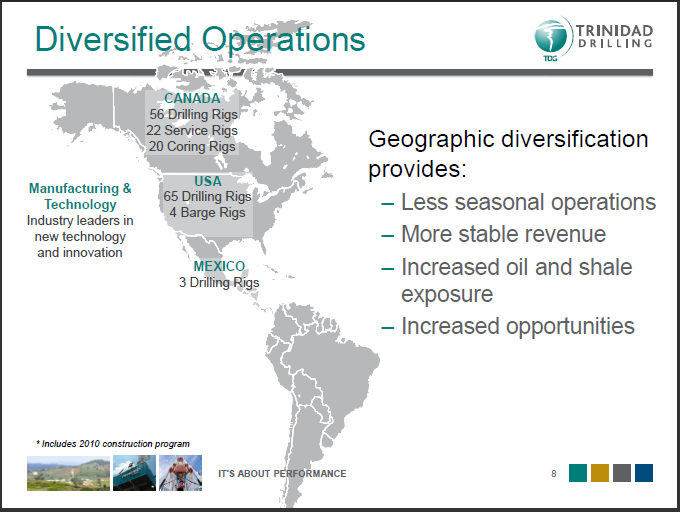 Diversified Operations
TRINIDAD
DRILLING
TDG
CANADA
56 Drilling Rigs
22 Service Rigs
20 Coring Rigs
USA
65 Drilling Rigs
4 Barge Rigs
MEXICO
3 Drilling Rigs
Manufacturing &
Technology
Industry leaders in
new technology
and innovation
Geographic diversification
provides:
– Less seasonal operations
– More stable revenue
– Increased oil and shale
exposure
– Increased opportunities
* Includes 2010 construction program
IT'S ABOUT PERFORMANCE
8